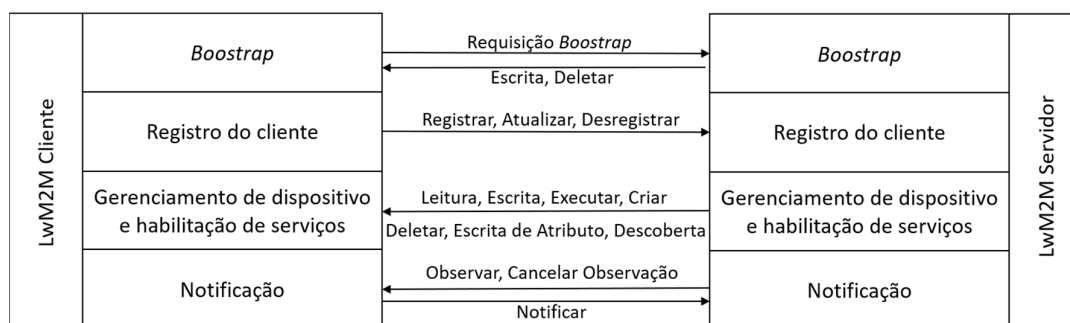 LwM2M Cliente
Boostrap
Requisição Boostrap
Escrita, Deletar
Boostrap
Registro do cliente
Registrar, Atualizar, Desregistrar
Registro do cliente
Gerenciamento de dispositivo
e habilitação de serviços
Leitura, Escrita, Executar, Criar
Deletar, Escrita de Atributo, Descoberta
Gerenciamento de dispositivo
e habilitação de serviços
Notificação
Observar, Cancelar Observação
Notificar
Notificação
LwM2M Servidor